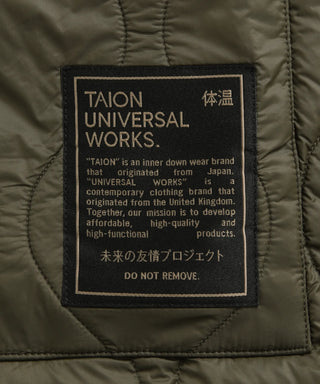 TAION 体温
UNIVERSAL
WORKS.
"TAION" is an inner down wear brand
that originated from Japan.
"UNIVERSAL WORKS" is a
contemporary clothing brand that
originated from the United Kingdom.
Together, our mission is to develop
affordable, high-quality and
high-functional products.
未来の友情プロジェクト
DO NOT REMOVE.